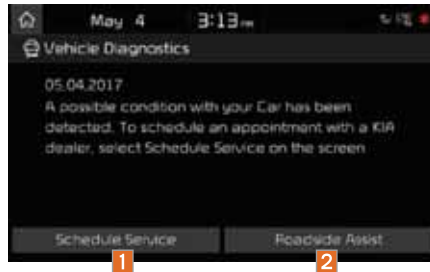 May 4 3:13 PM
Vehicle Diagnostics
05.04.2017
A possible condition with your Car has been
detected. To schedule an appointment with a KIA
dealer, select Schedule Service on the screen
Schedule Service Roadside Assist
1 2